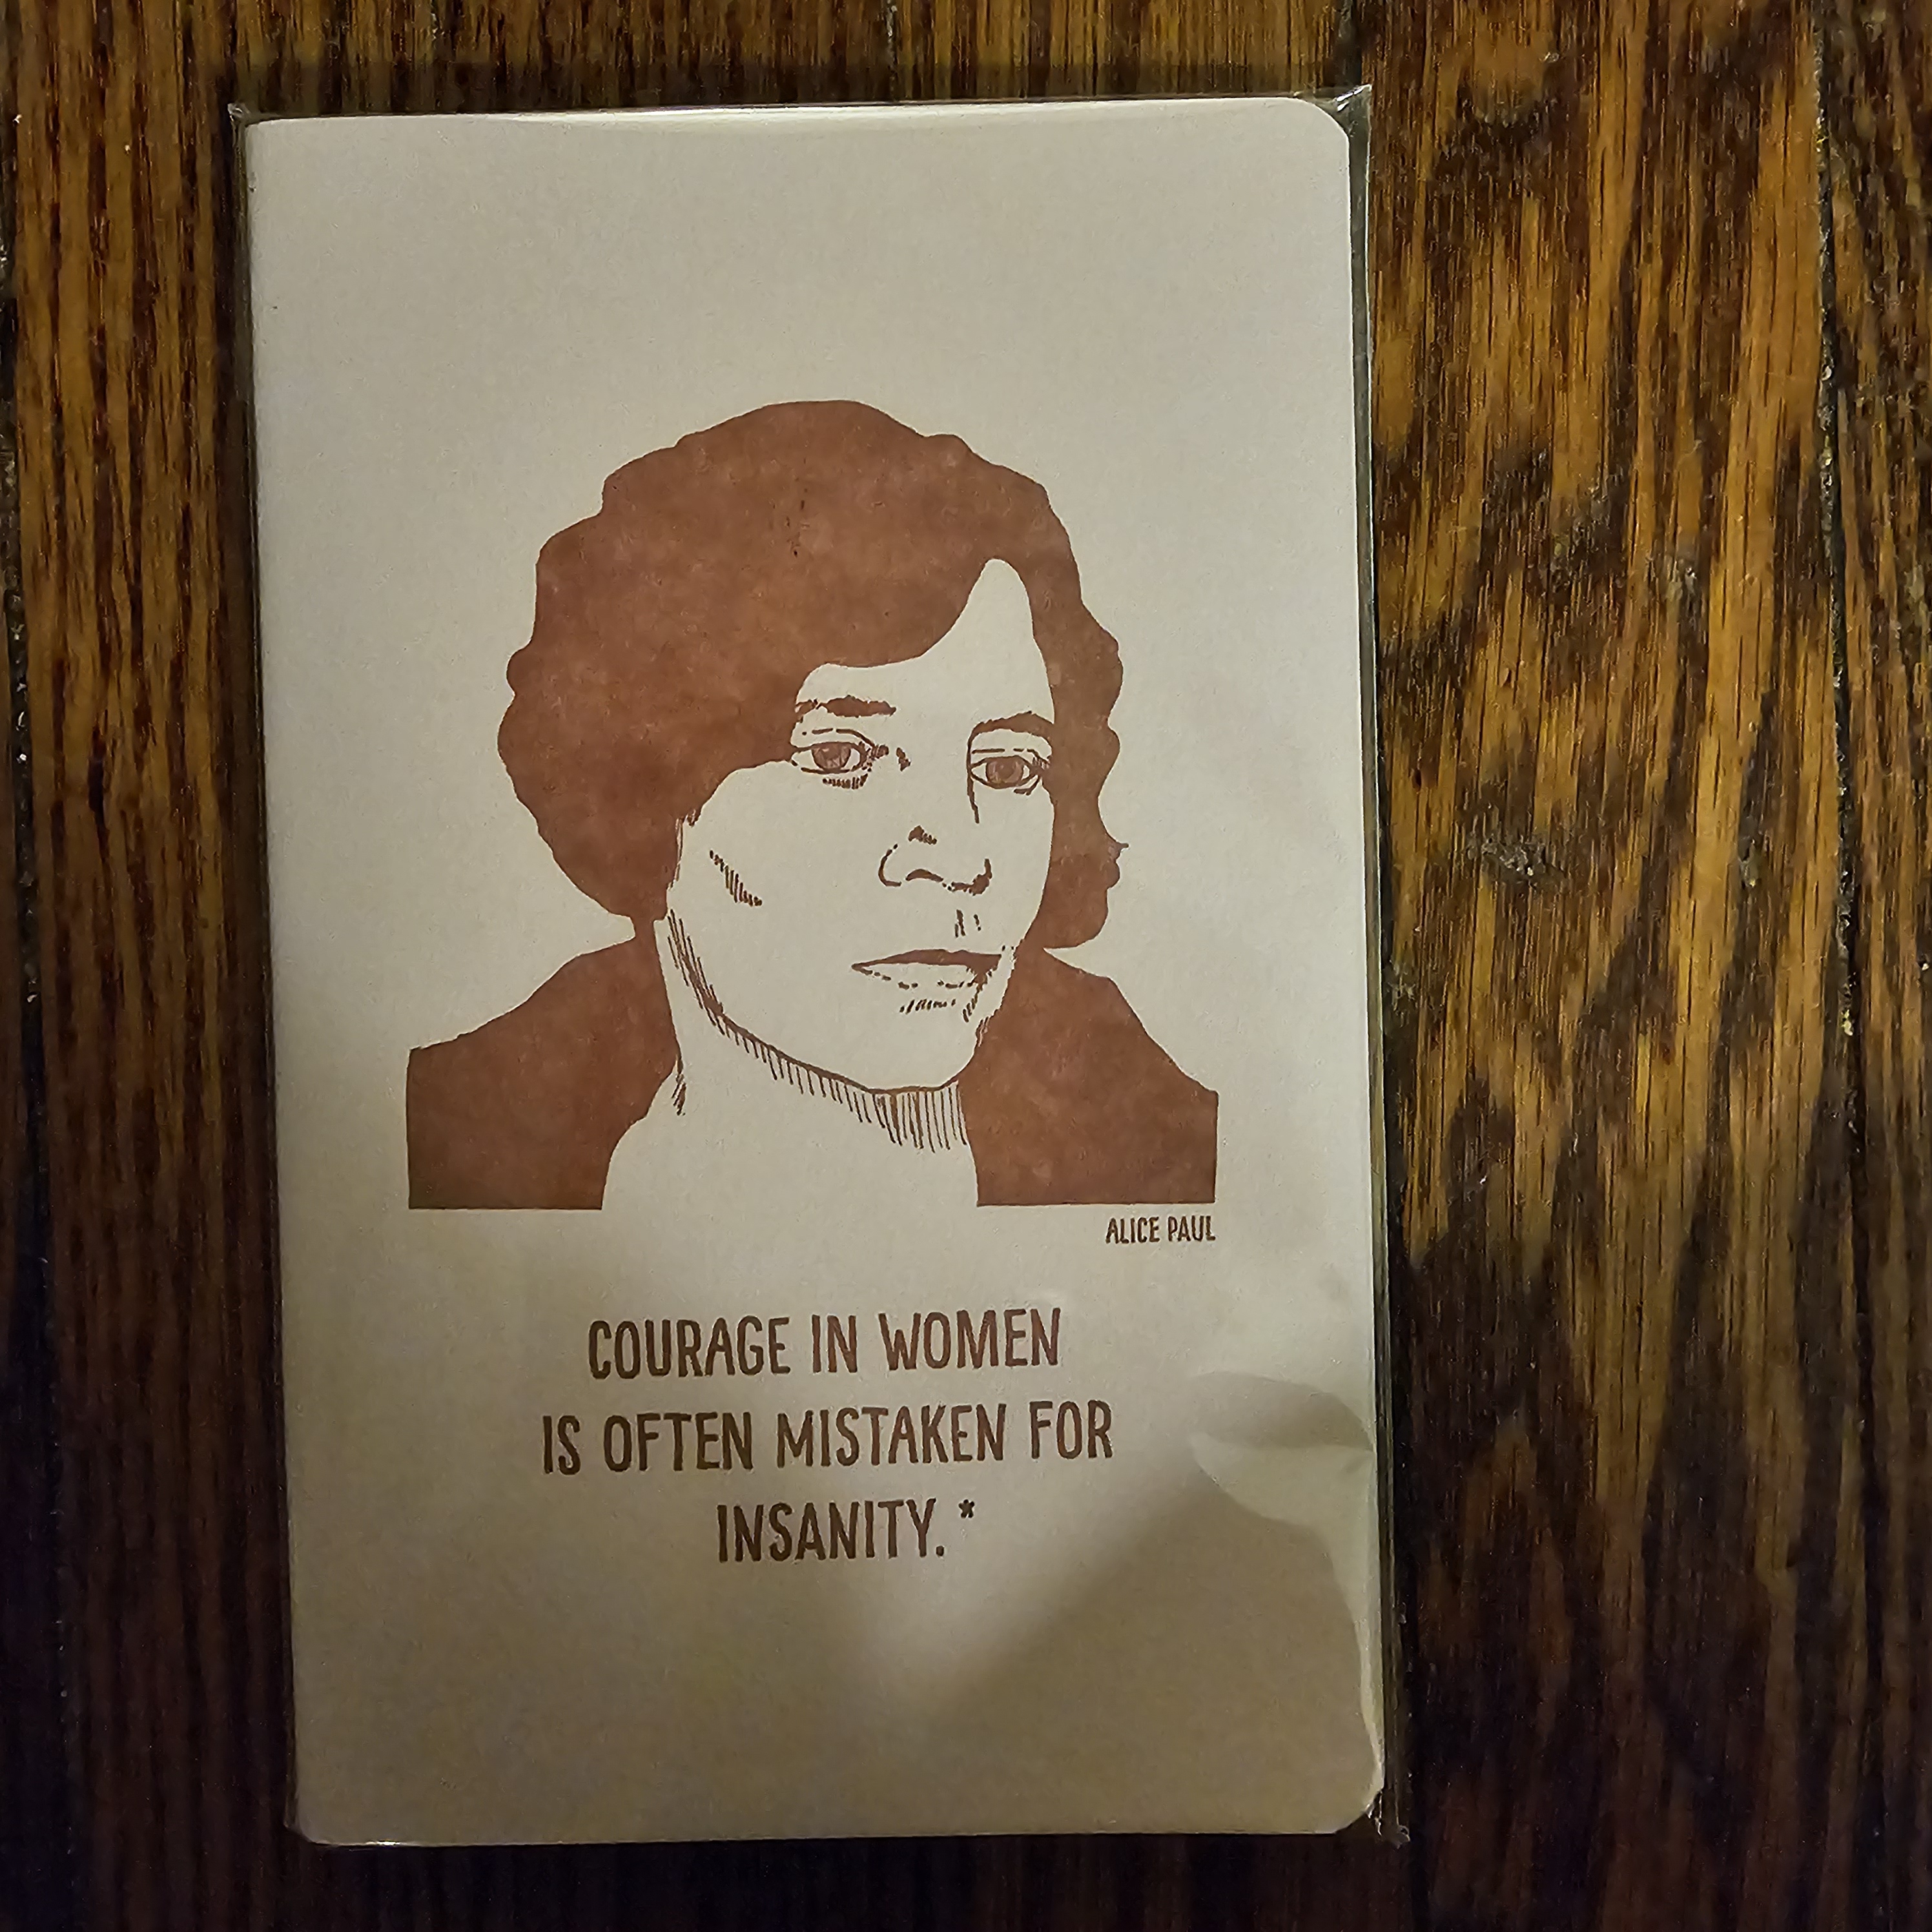 ALICE PAUL
COURAGE IN WOMEN
IS OFTEN MISTAKEN FOR
INSANITY.*